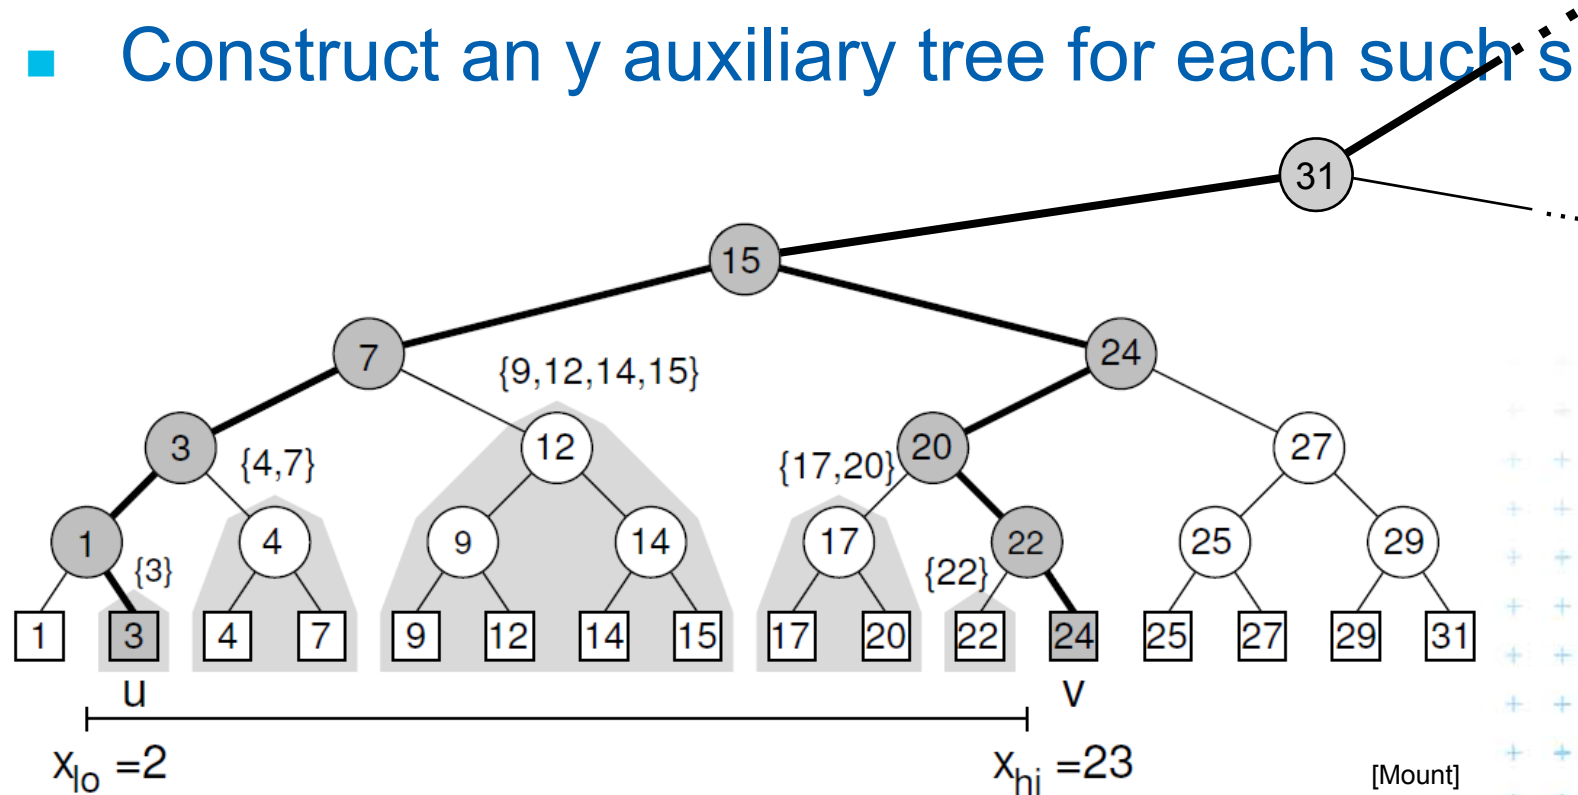 Construct an y auxiliary tree for each such s
31
15
7 24
{9,12,14,15}
3 12 20 27
{4,7} {17,20}
1 4 9 14 17 22 25 29
{3} {22}
1 3 4 7 9 12 14 15 17 20 22 24 25 27 29 31
u v
xlo =2 xhi =23
[Mount]